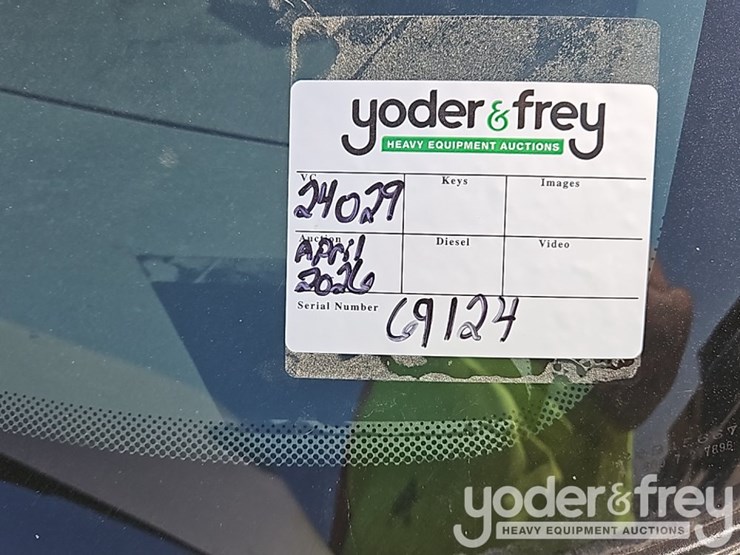 yoder & frey
HEAVY EQUIPMENT AUCTIONS
VC Keys Images
24029
Auction Diesel Video
April
2026
Serial Number 69124
yoder & frey
HEAVY EQUIPMENT AUCTIONS